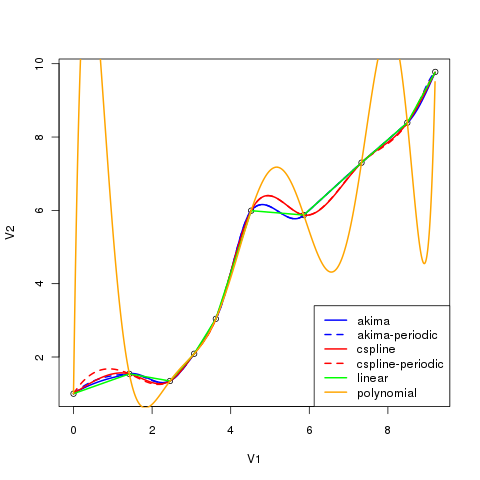 10
8
6
4
2
V2
akima
akima-periodic
cspline
cspline-periodic
linear
polynomial
0 2 4 6 8
V1